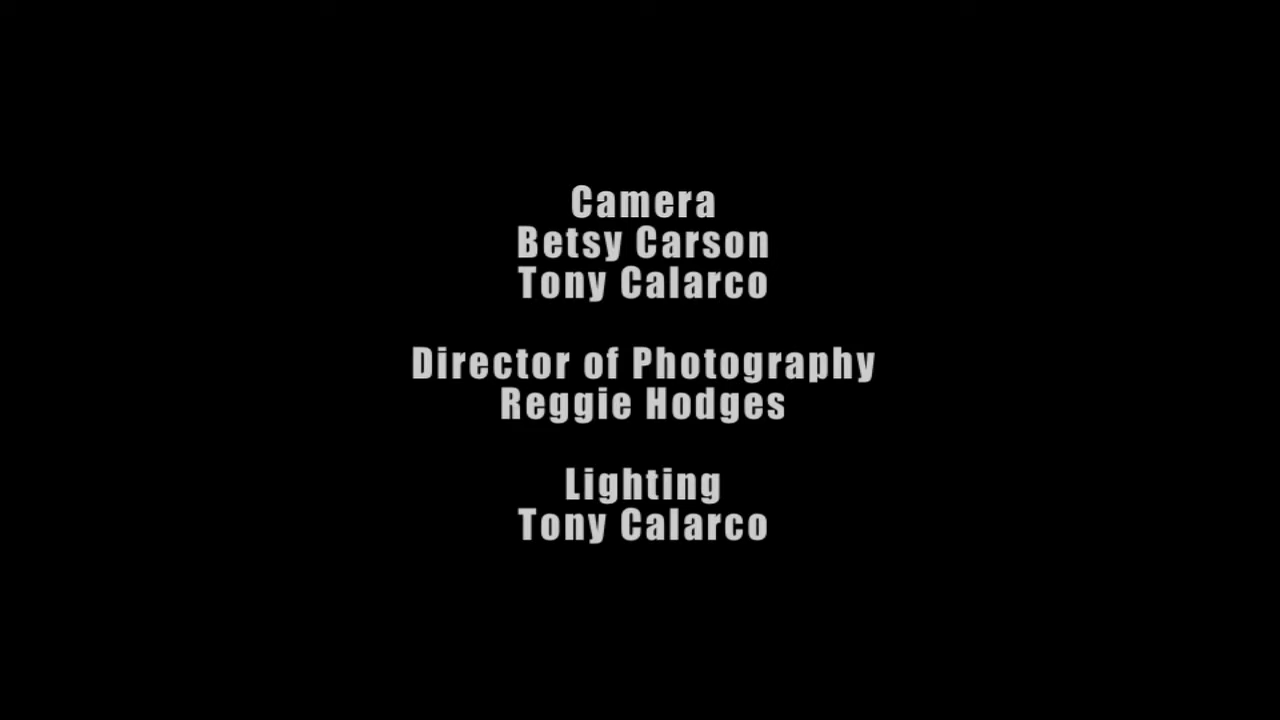 Camera
Betsy Carson
Tony Calarco
Director of Photography
Reggie Hodges
Lighting
Tony Calarco